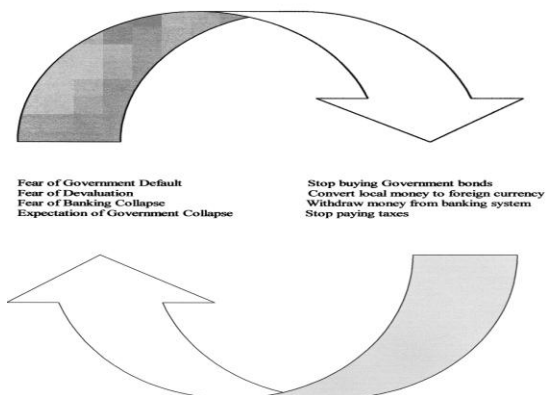 Fear of Government Default
Fear of Devaluation
Fear of Banking Collapse
Expectation of Government Collapse
Stop buying Government bonds
Convert local money to foreign currency
Withdraw money from banking system
Stop paying taxes